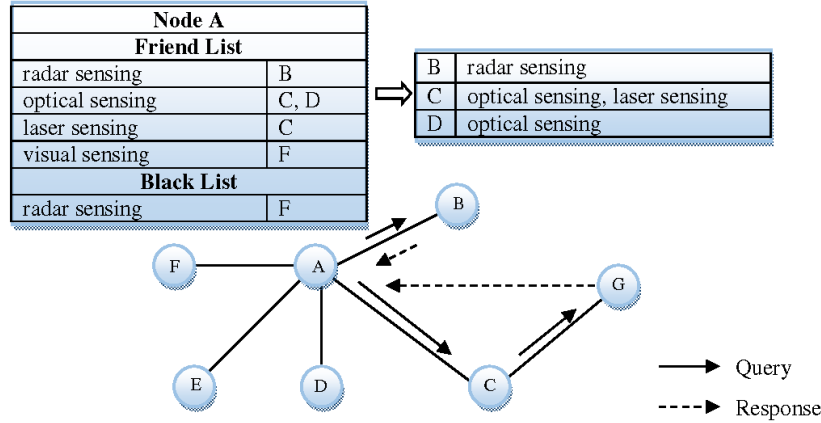 Node A
Friend List
radar sensing B
optical sensing C, D
laser sensing C
visual sensing F
Black List
radar sensing F
B radar sensing
C optical sensing, laser sensing
D optical sensing
B
F
A
G
E
D
C
Query
Response